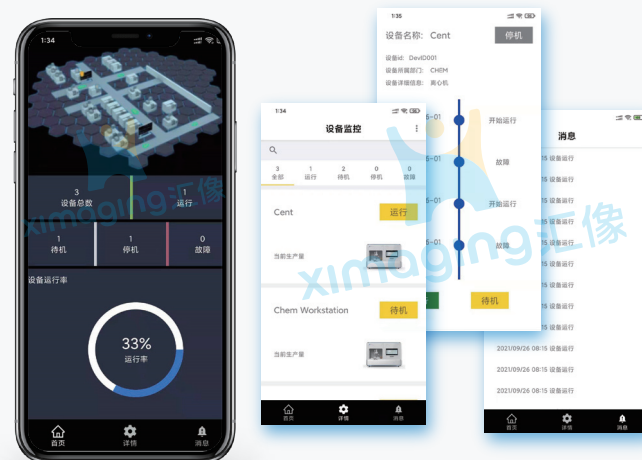 1:34
3
设备总数
1
运行
1
待机
1
停机
0
故障
设备运行率
33%
运行率
首页
详情
消息
1:34
设备监控
3
全部
1
运行
2
待机
0
停机
0
故障
Cent
运行
当前生产量
Chem Workstation
待机
当前生产量
首页
详情
消息
1:35
设备名称: Cent
停机
设备id: DevID001
设备所属部门: CHEM
设备详细信息: 离心机
开始运行
故障
开始运行
故障
待机
消息
15 设备运行
15 设备运行
15 设备运行
15 设备运行
15 设备运行
15 设备运行
15 设备运行
15 设备运行
15 设备运行
2021/09/26 08:15 设备运行
2021/09/26 08:15 设备运行
2021/09/26 08:15 设备运行
首页
详情
消息
ximaging汇像
ximaging汇像